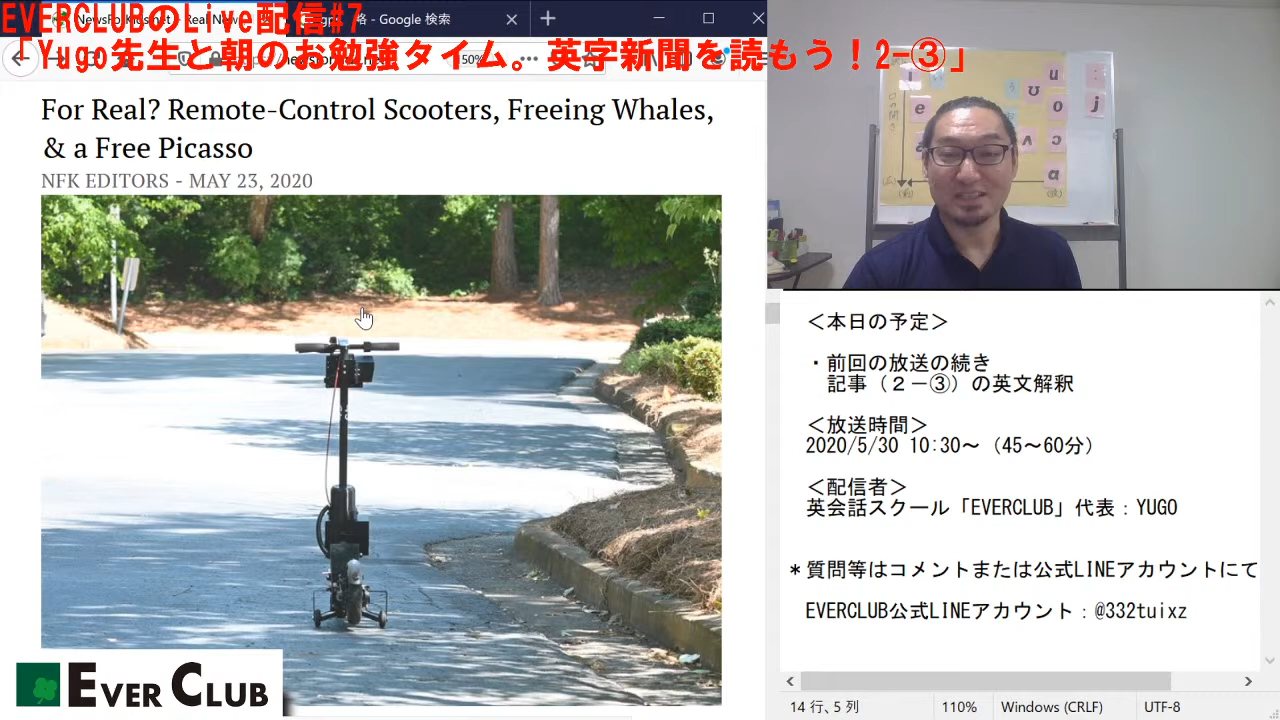 EVERCLUBのLive配信#7
「Yugo先生と朝のお勉強タイム。英字新聞を読もう！2-③」
- Google 検索
For Real? Remote-Control Scooters, Freeing Whales,
& a Free Picasso
NFK EDITORS - MAY 23, 2020
EVER CLUB
i
e
u
ʊ
o
ʌ
ɔ
ɑ
j
＜本日の予定＞
・前回の放送の続き
記事（２－③）の英文解釈
＜放送時間＞
2020/5/30 10:30～（45～60分）
＜配信者＞
英会話スクール「EVERCLUB」代表：YUGO
＊質問等はコメントまたは公式LINEアカウントにて
EVERCLUB公式LINEアカウント：@332tuixz
14 行、5 列
110%
Windows (CRLF)
UTF-8